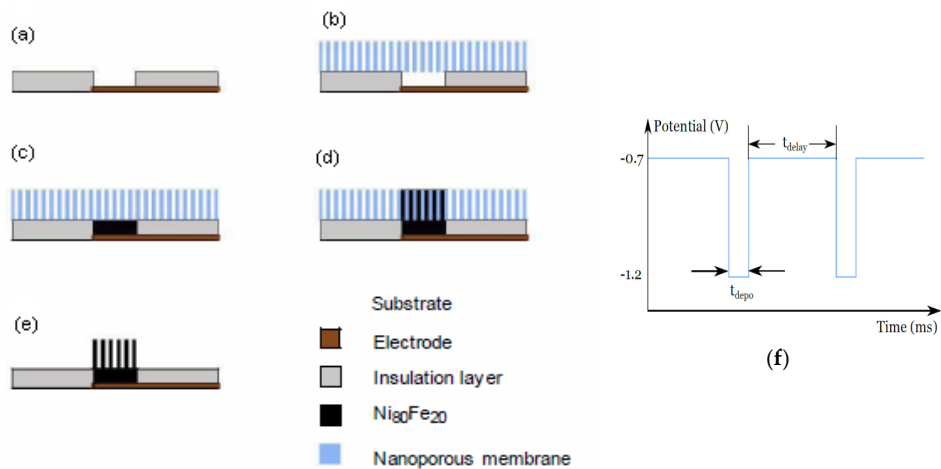 (a)
(b)
(c)
(d)
(e)
Substrate
Electrode
Insulation layer
Ni80Fe20
Nanoporous membrane
Potential (V)
tdelay
-0.7
-1.2
tdepo
Time (ms)
(f)